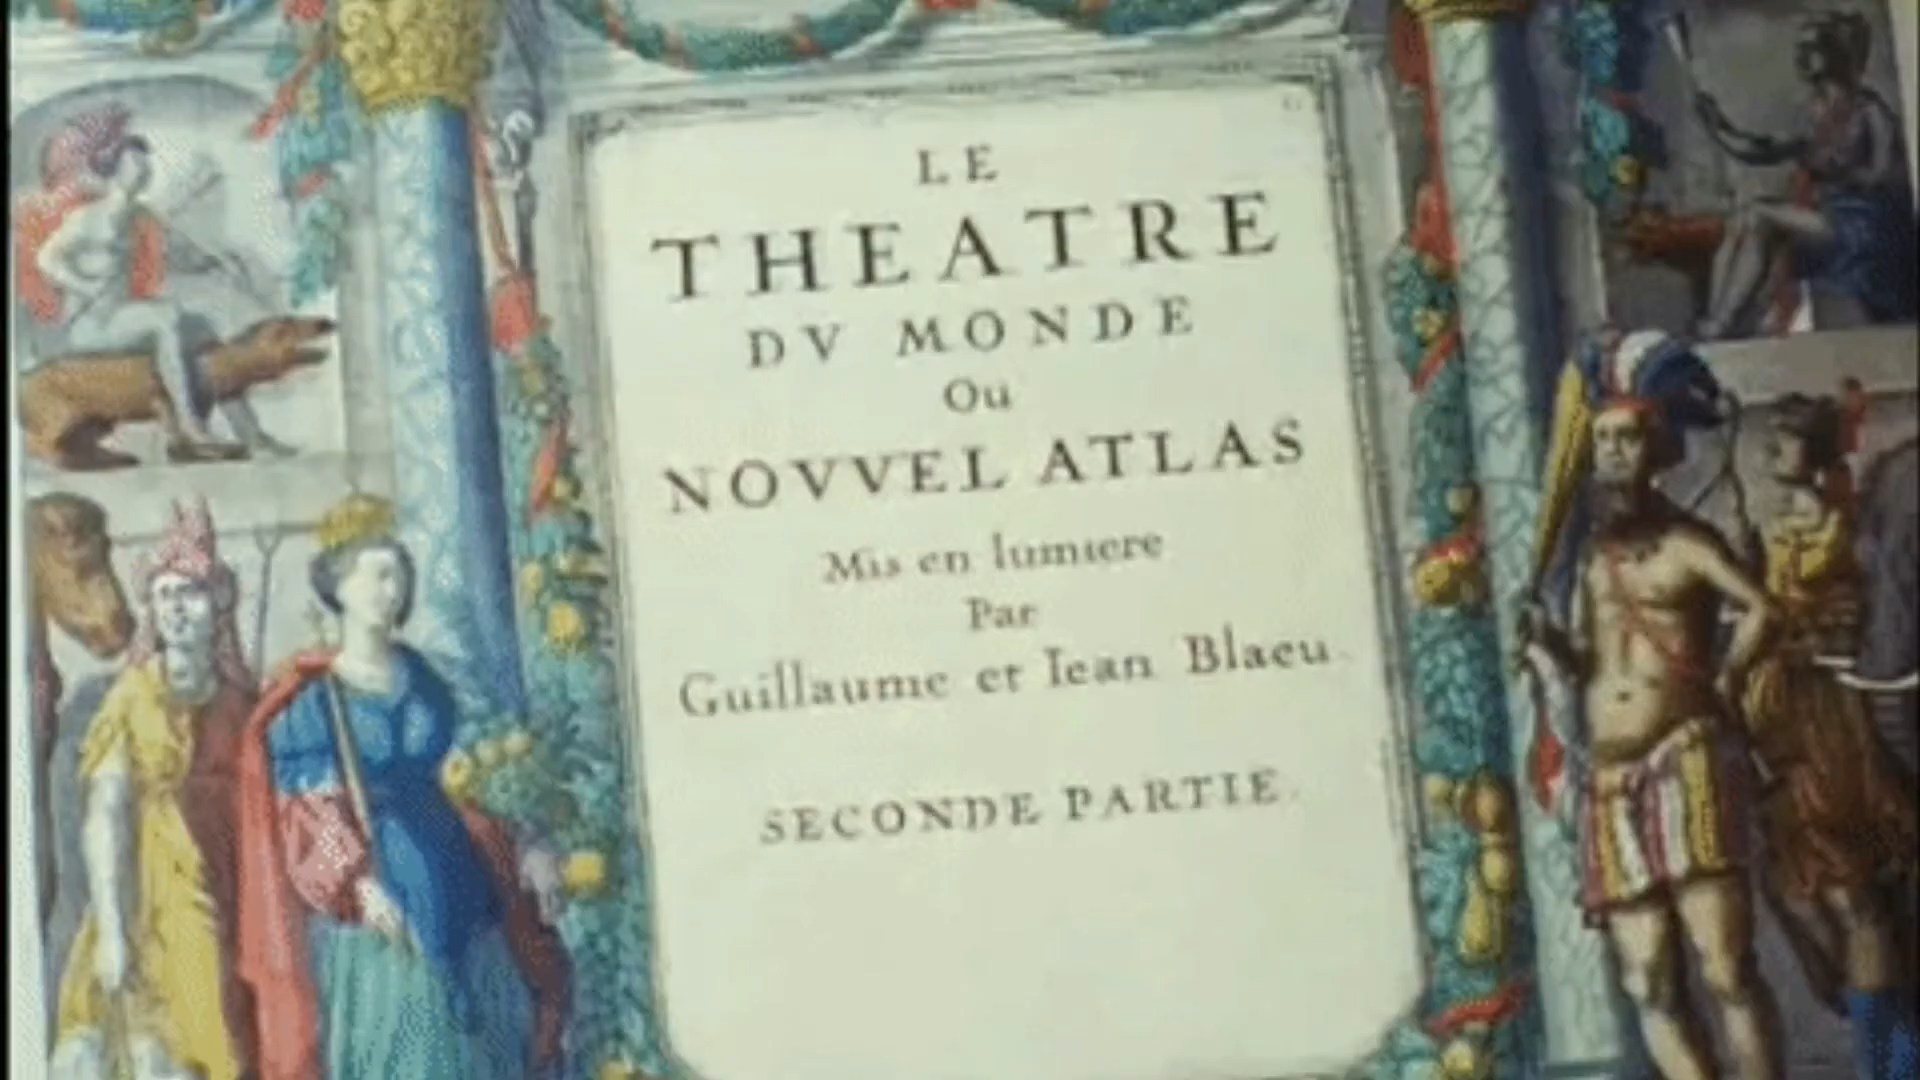 LE
THEATRE
DV MONDE
Ou
NOVVEL ATLAS
Mis en lumiere
Par
Guillaume et Iean Blaeu.
SECONDE PARTIE.